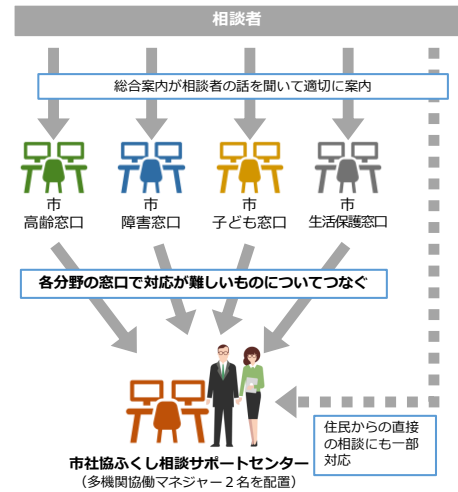 相談者
総合案内が相談者の話を聞いて適切に案内
市
高齢窓口
市
障害窓口
市
子ども窓口
市
生活保護窓口
各分野の窓口で対応が難しいものについてつなぐ
住民からの直接
の相談にも一部
対応
市社協ふくし相談サポートセンター
（多機関協働マネジャー２名を配置）